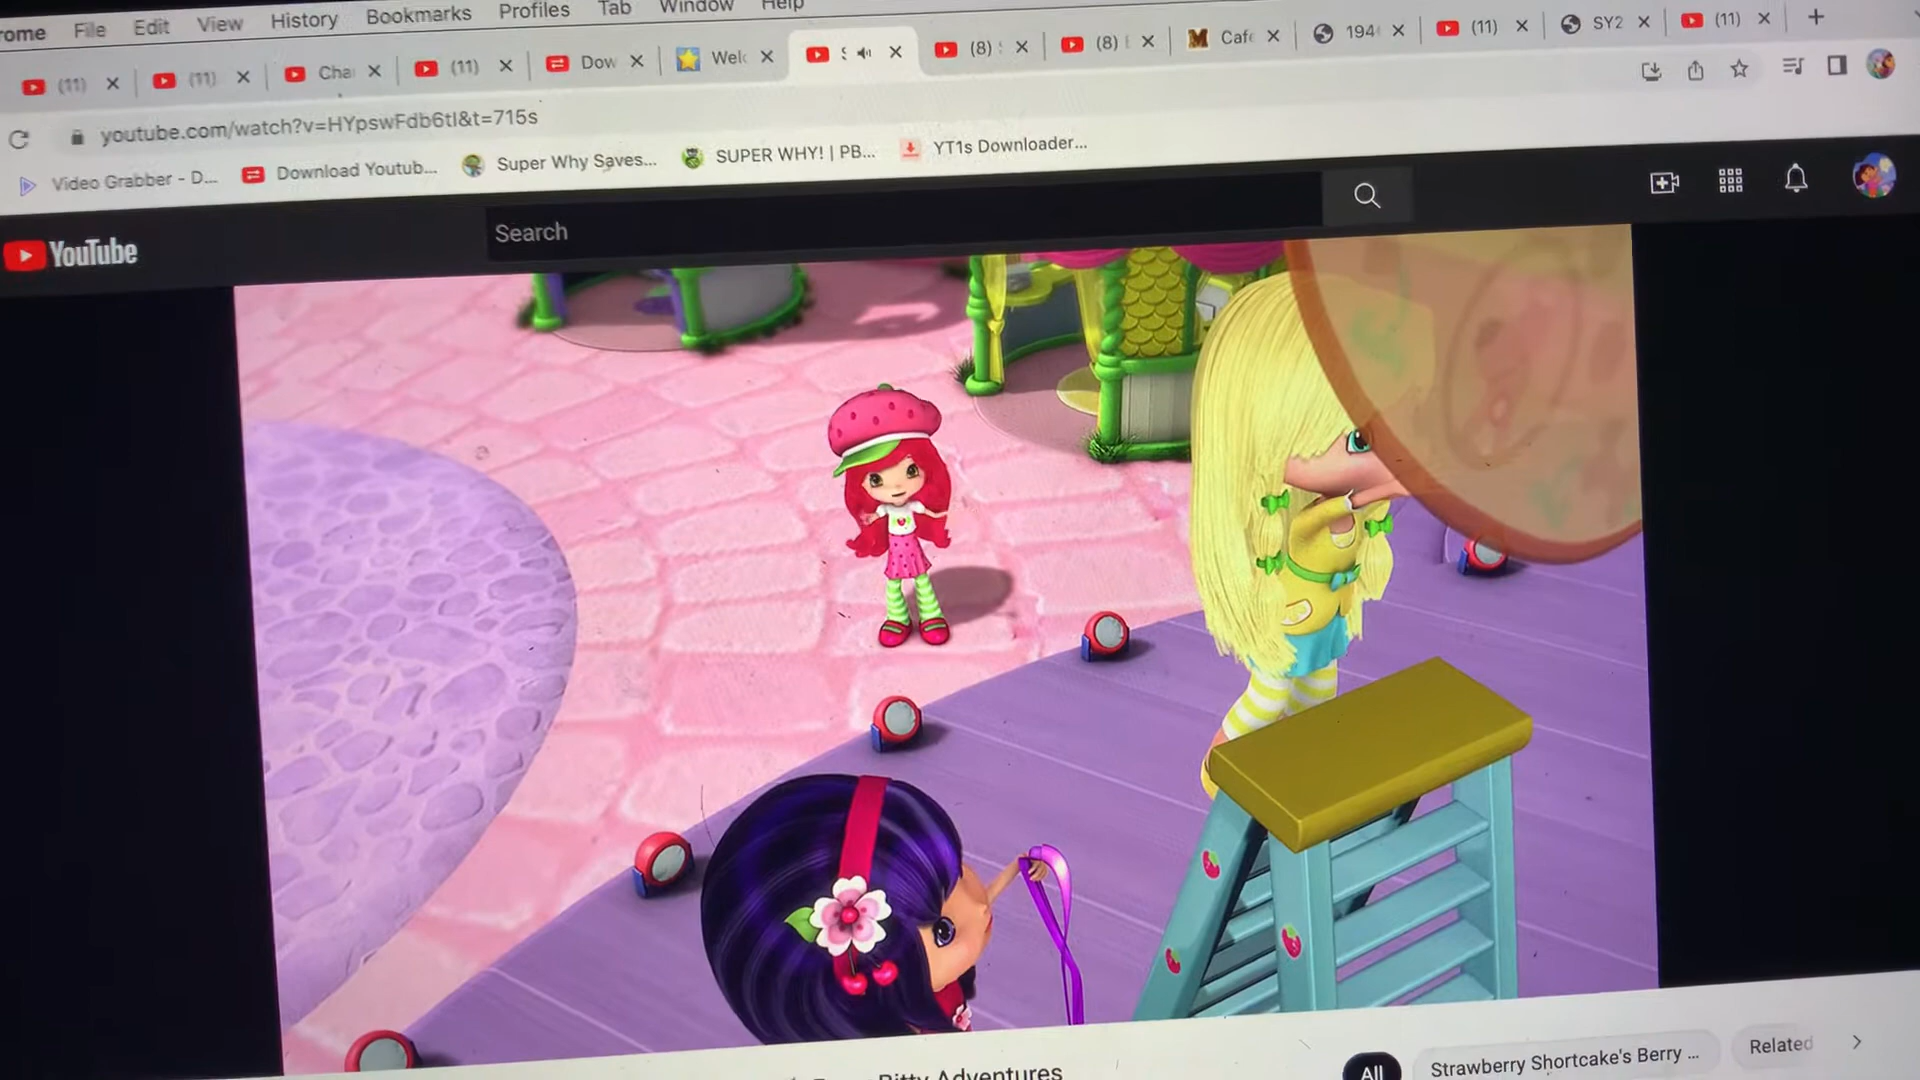 File Edit View History Bookmarks Profiles Tab Window Help
(11) (11) Cha (11) Dow Welc (8) (8) Cafe 194 (11) SY2 (11)
youtube.com/watch?v=HYpswFdb6tI&t=715s
Video Grabber - D... Download Youtub... Super Why Saves... SUPER WHY! | PB... YT1s Downloader...
YouTube Search
Bitty Adventures
All Strawberry Shortcake's Berry ... Related